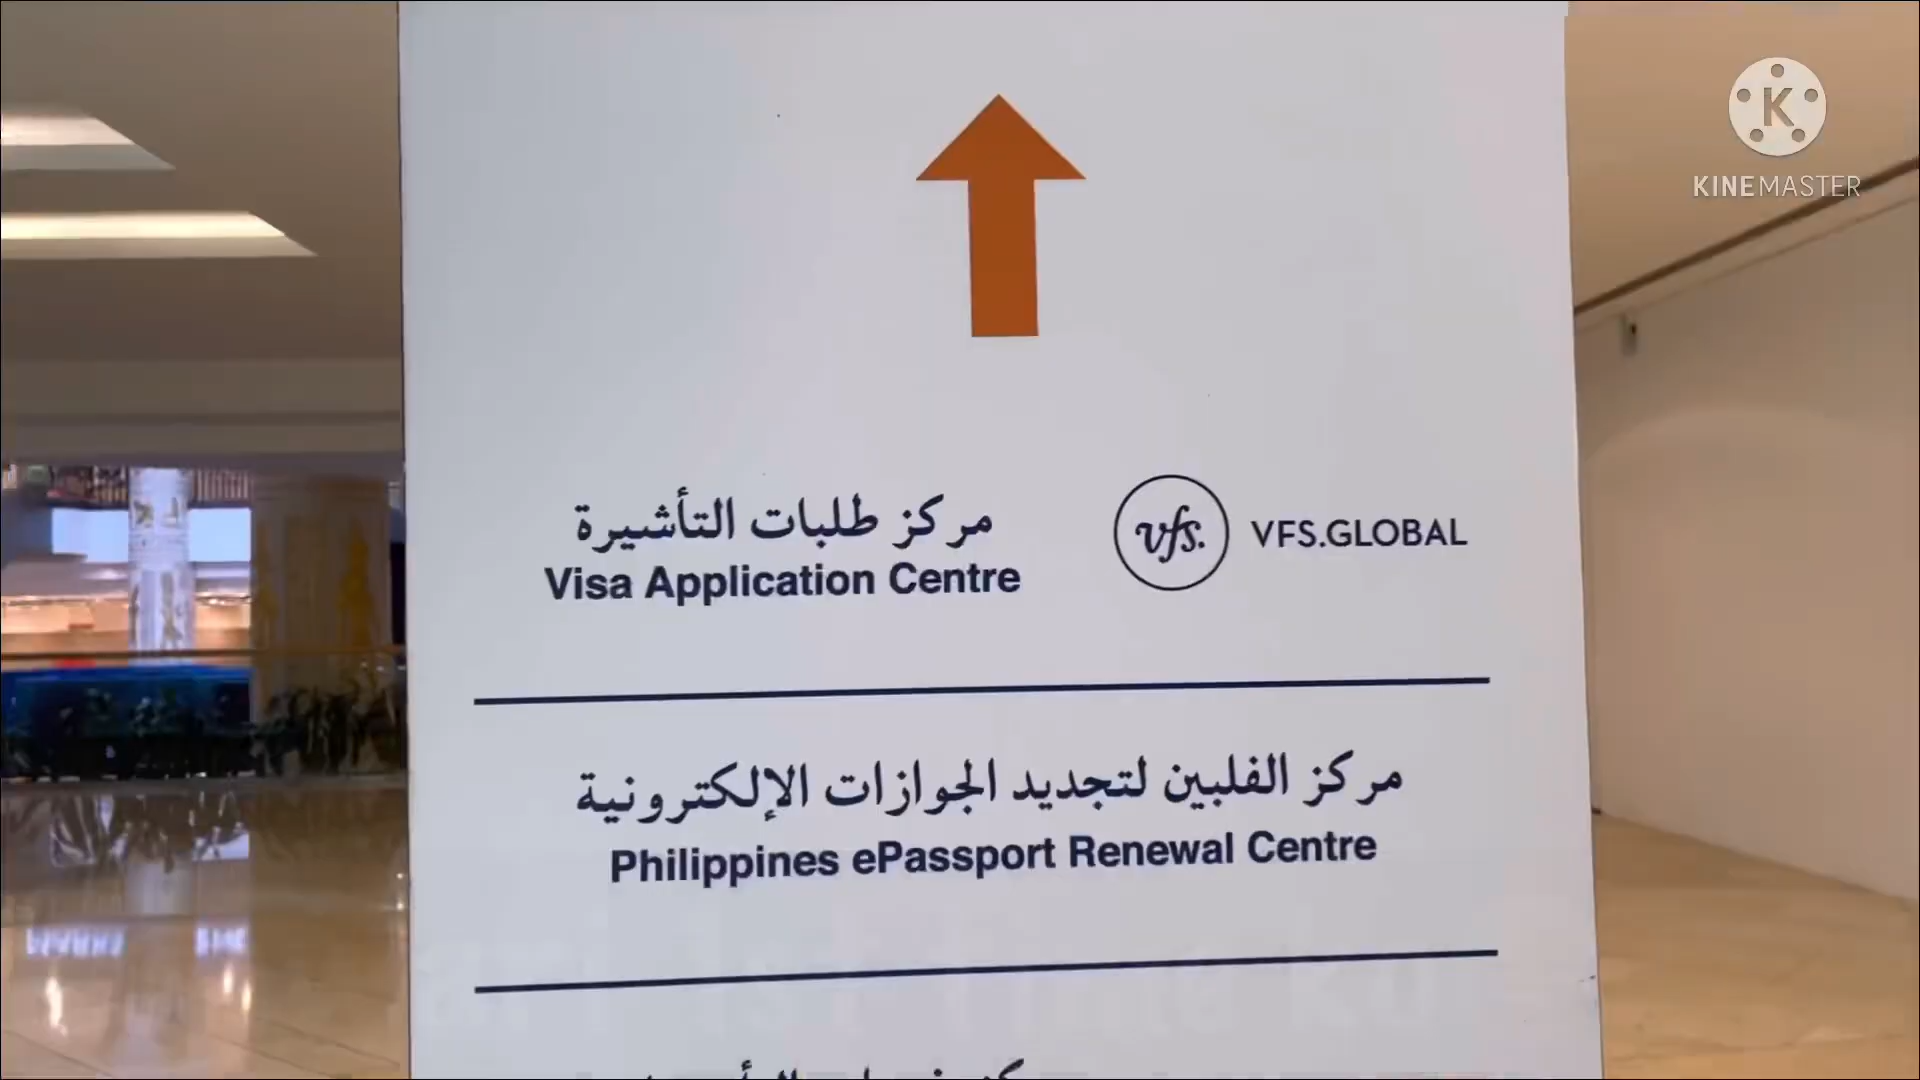 KINEMASTER
مركز طلبات التأشيرة
Visa Application Centre
vfs. VFS.GLOBAL
مركز الفلبين لتجديد الجوازات الإلكترونية
Philippines ePassport Renewal Centre